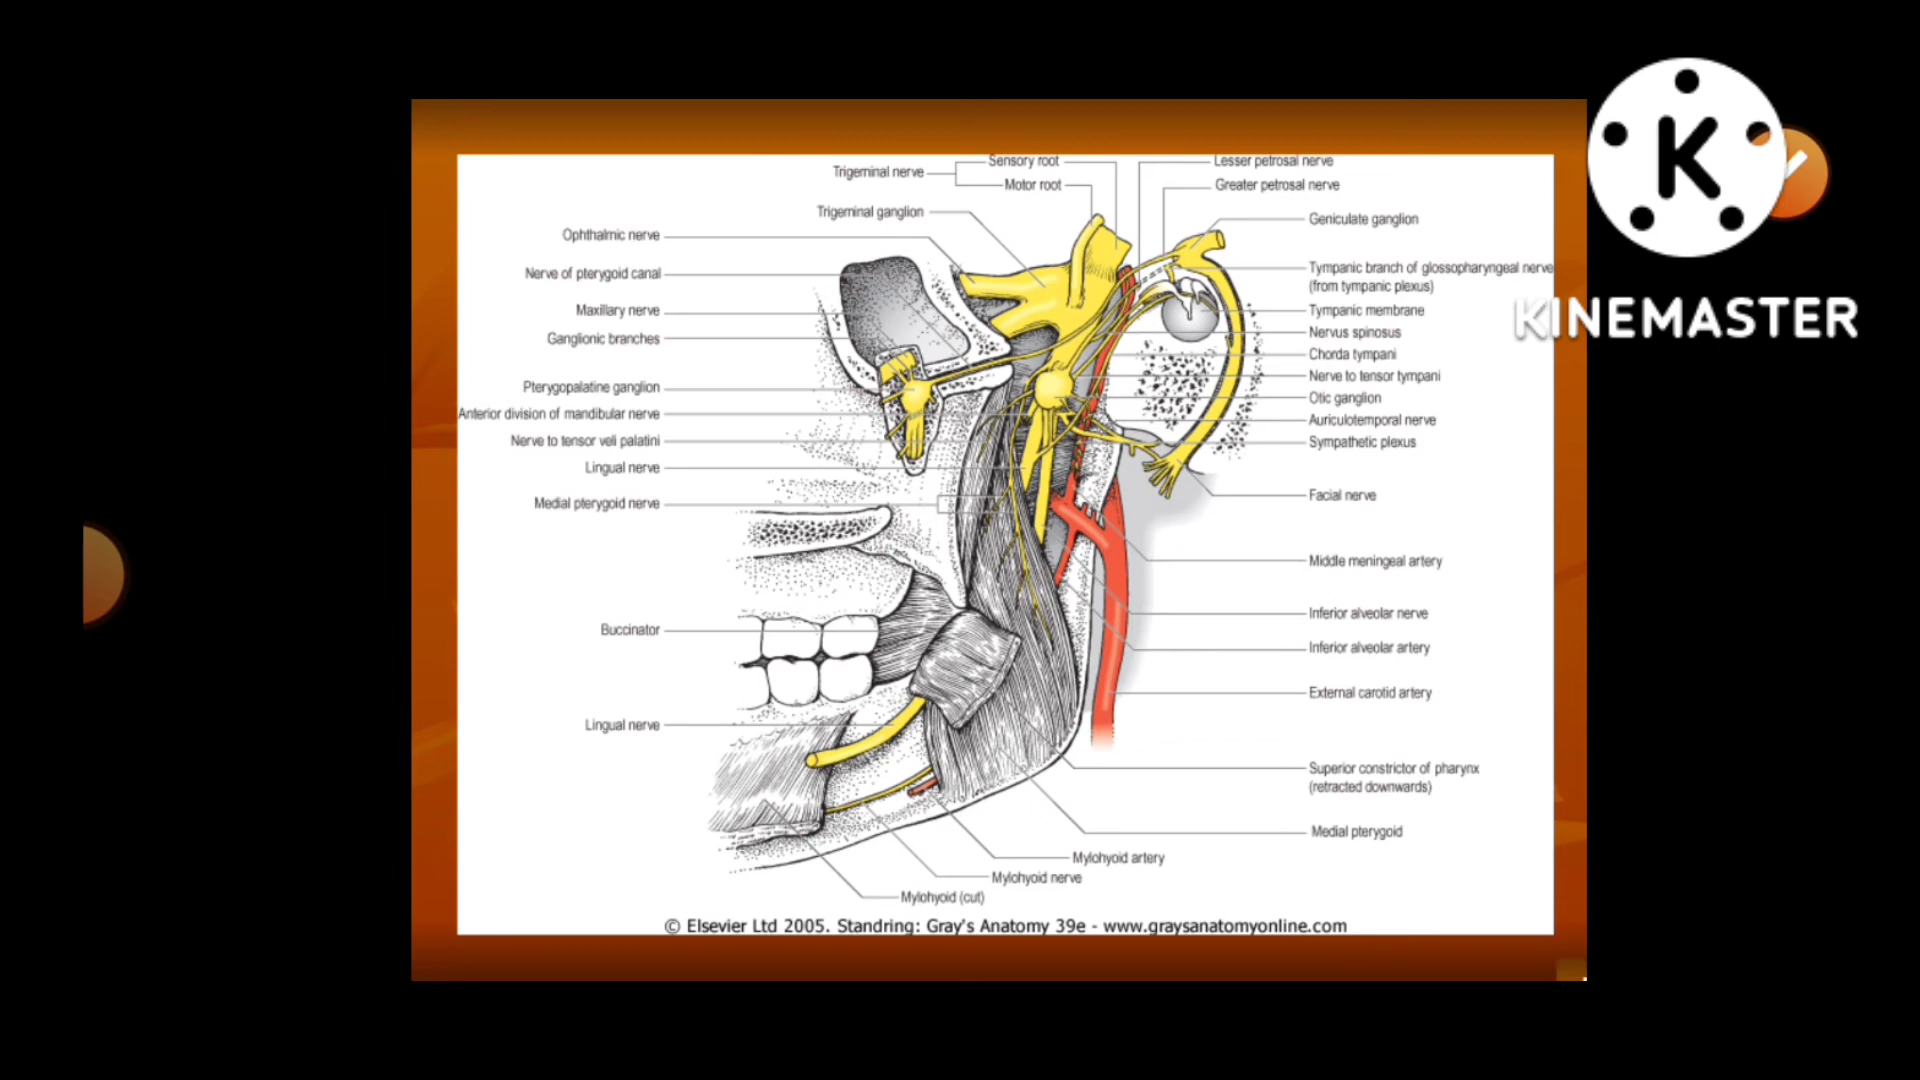 Sensory root
Lesser petrosal nerve
Trigeminal nerve
Motor root
Greater petrosal nerve
Trigeminal ganglion
Geniculate ganglion
Ophthalmic nerve
Nerve of pterygoid canal
Tympanic branch of glossopharyngeal nerve
(from tympanic plexus)
Maxillary nerve
Tympanic membrane
Ganglionic branches
Nervus spinosus
Chorda tympani
Pterygopalatine ganglion
Nerve to tensor tympani
Otic ganglion
Anterior division of mandibular nerve
Auriculotemporal nerve
Nerve to tensor veli palatini
Sympathetic plexus
Lingual nerve
Medial pterygoid nerve
Facial nerve
Middle meningeal artery
Inferior alveolar nerve
Buccinator
Inferior alveolar artery
External carotid artery
Lingual nerve
Superior constrictor of pharynx
(retracted downwards)
Medial pterygoid
Mylohyoid artery
Mylohyoid nerve
Mylohyoid (cut)
© Elsevier Ltd 2005. Standring: Gray's Anatomy 39e - www.graysanatomyonline.com
K
KINEMASTER